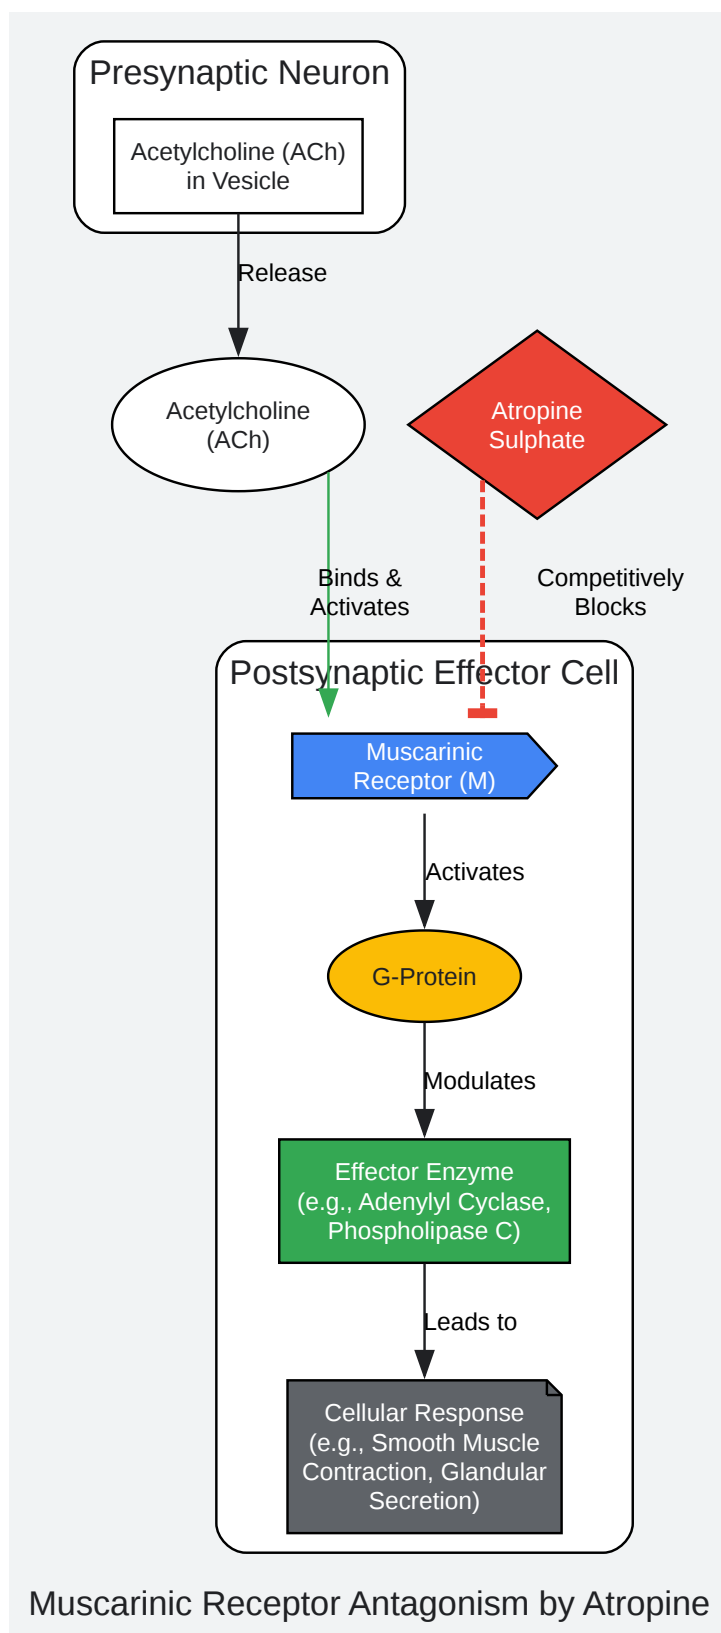 Presynaptic Neuron
Acetylcholine (ACh)
in Vesicle
Release
Acetylcholine
(ACh)
Atropine
Sulphate
Binds &
Activates
Competitively
Blocks
Postsynaptic Effector Cell
Muscarinic
Receptor (M)
Activates
G-Protein
Modulates
Effector Enzyme
(e.g., Adenylyl Cyclase,
Phospholipase C)
Leads to
Cellular Response
(e.g., Smooth Muscle
Contraction, Glandular
Secretion)
Muscarinic Receptor Antagonism by Atropine